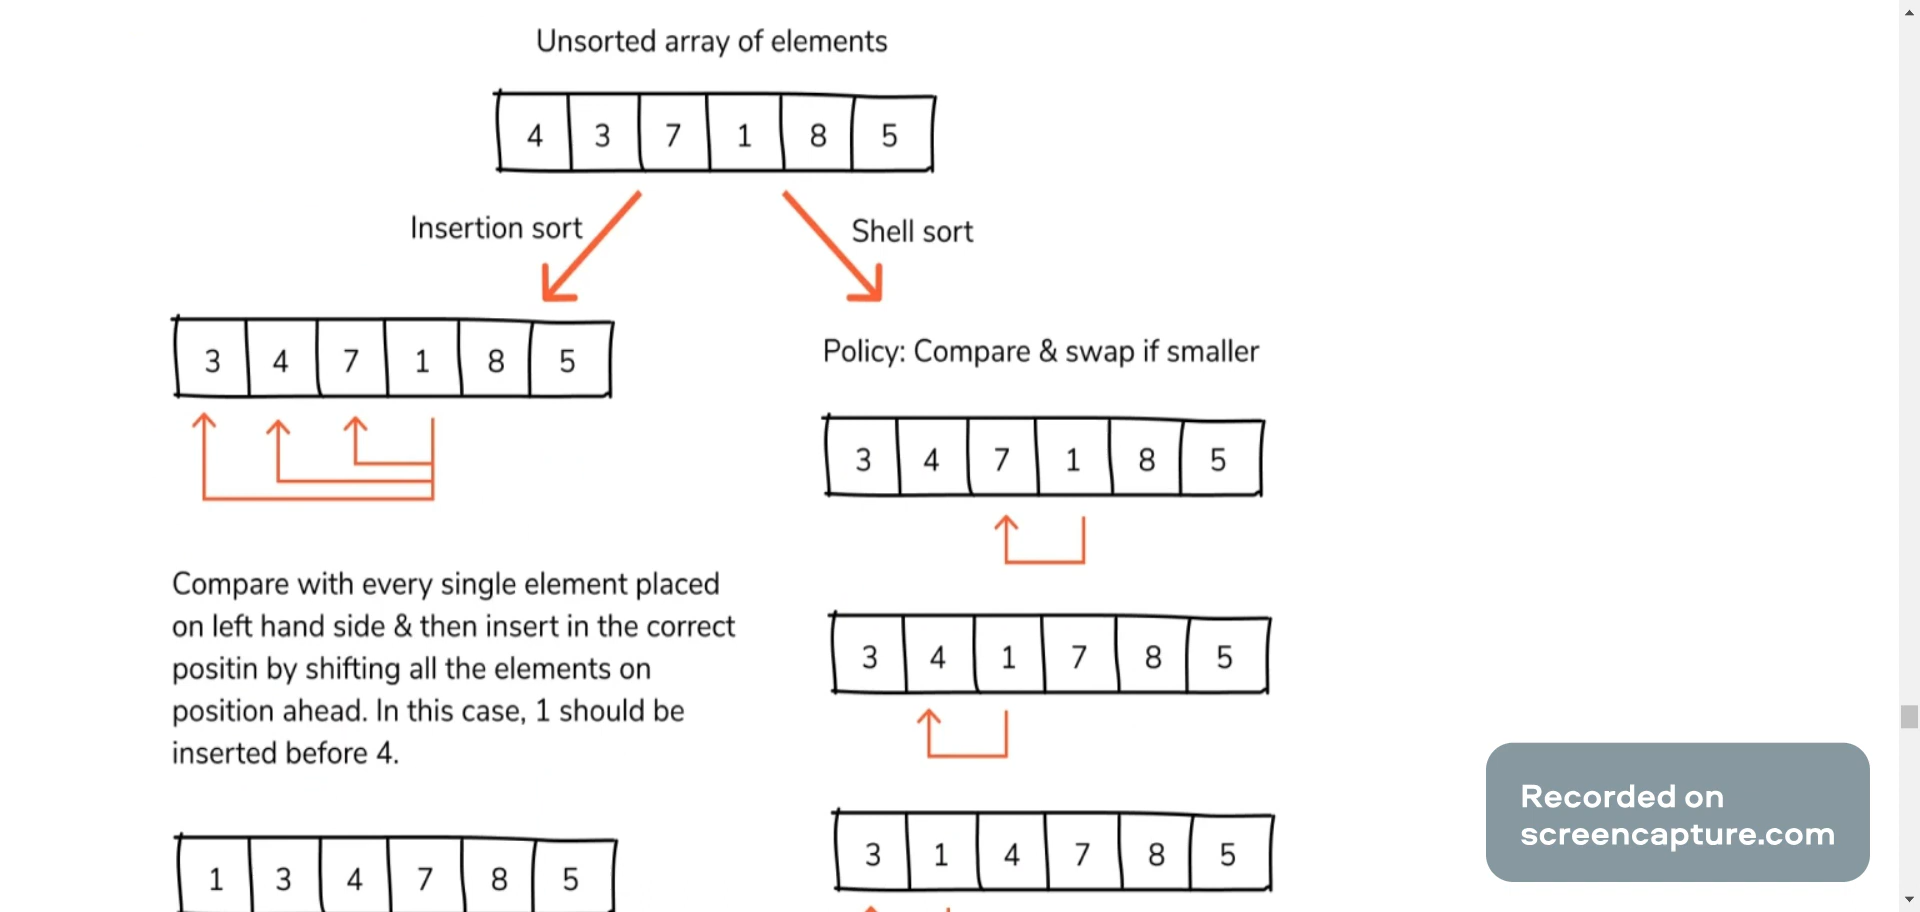 Unsorted array of elements
4 3 7 1 8 5
Insertion sort
Shell sort
3 4 7 1 8 5
Compare with every single element placed
on left hand side & then insert in the correct
positin by shifting all the elements on
position ahead. In this case, 1 should be
inserted before 4.
1 3 4 7 8 5
Policy: Compare & swap if smaller
3 4 7 1 8 5
3 4 1 7 8 5
3 1 4 7 8 5
Recorded on
screencapture.com